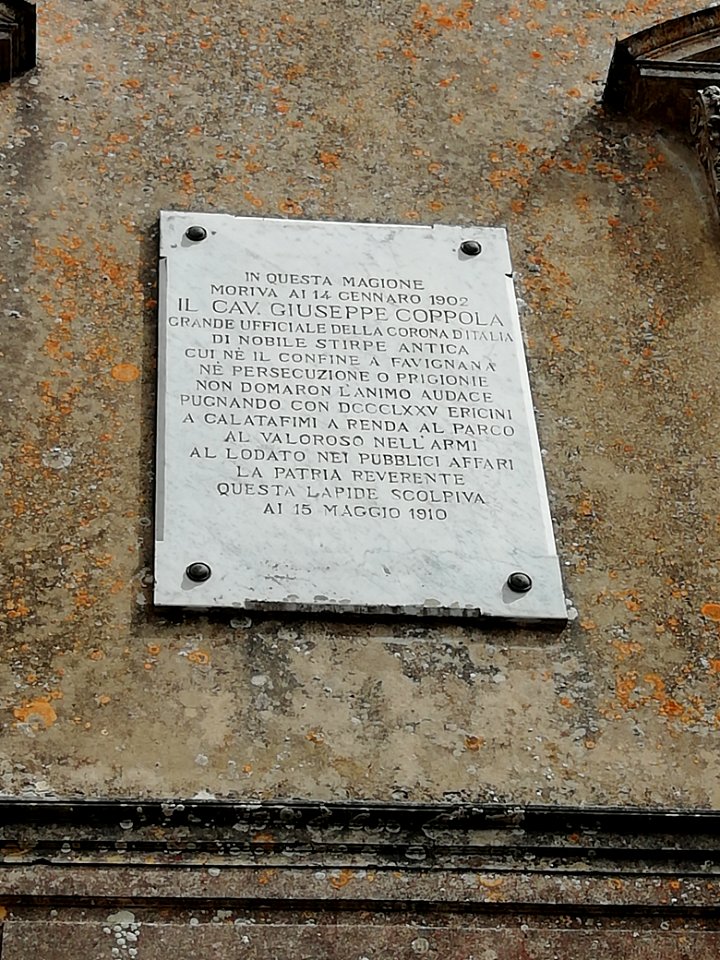 IN QUESTA MAGIONE
MORIVA AI 14 GENNARO 1902
IL CAV. GIUSEPPE COPPOLA
GRANDE UFFICIALE DELLA CORONA D'ITALIA
DI NOBILE STIRPE ANTICA
CUI NÈ IL CONFINE A FAVIGNANA
NÈ PERSECUZIONE O PRIGIONIE
NON DOMARON L'ANIMO AUDACE
PUGNANDO CON DCCCLXXV ERICINI
A CALATAFIMI A RENDA AL PARCO
AL VALOROSO NELL'ARMI
AL LODATO NEI PUBBLICI AFFARI
LA PATRIA REVERENTE
QUESTA LAPIDE SCOLPIVA
AI 15 MAGGIO 1910